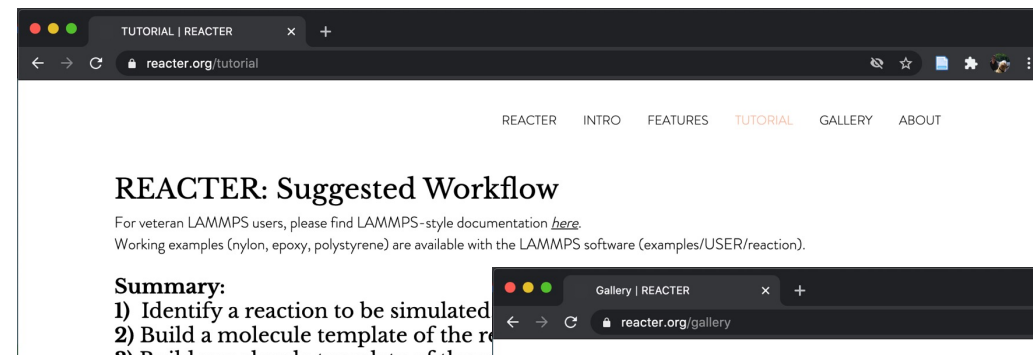 TUTORIAL | REACTER
reacter.org/tutorial
REACTER INTRO FEATURES TUTORIAL GALLERY ABOUT
REACTER: Suggested Workflow
For veteran LAMMPS users, please find LAMMPS-style documentation here.
Working examples (nylon, epoxy, polystyrene) are available with the LAMMPS software (examples/USER/reaction).
Summary:
1) Identify a reaction to be simulated
2) Build a molecule template of the
Gallery | REACTER
reacter.org/gallery